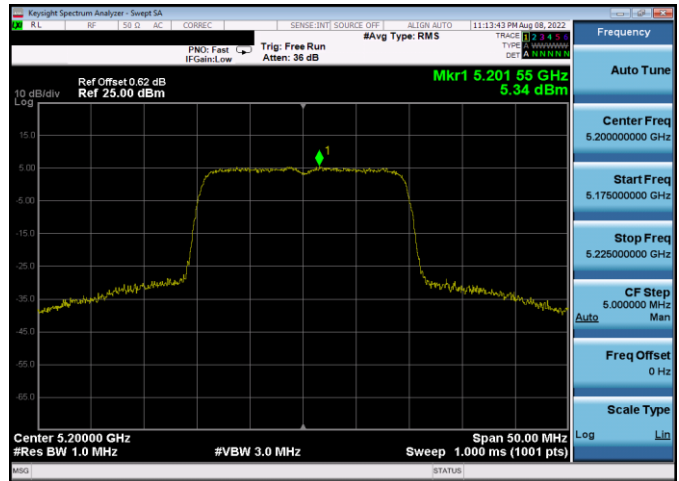 Keysight Spectrum Analyzer - Swept SA
RL RF 50 Ω AC CORREC SENSE:INT SOURCE OFF ALIGN AUTO 11:13:43 PM Aug 08, 2022
#Avg Type: RMS
TRACE 1 2 3 4 5 6
TYPE A WWWWW
DET A N N N N N
PNO: Fast
IFGain:Low
Trig: Free Run
Atten: 36 dB
Mkr1 5.201 55 GHz
5.34 dBm
Ref Offset 0.62 dB
10 dB/div Ref 25.00 dBm
Log
15.0
5.00
-5.00
-15.0
-25.0
-35.0
-45.0
-55.0
-65.0
1
Center 5.20000 GHz Span 50.00 MHz
#Res BW 1.0 MHz #VBW 3.0 MHz Sweep 1.000 ms (1001 pts)
MSG STATUS
Frequency
Auto Tune
Center Freq
5.200000000 GHz
Start Freq
5.175000000 GHz
Stop Freq
5.225000000 GHz
CF Step
5.000000 MHz
Auto Man
Freq Offset
0 Hz
Scale Type
Log Lin